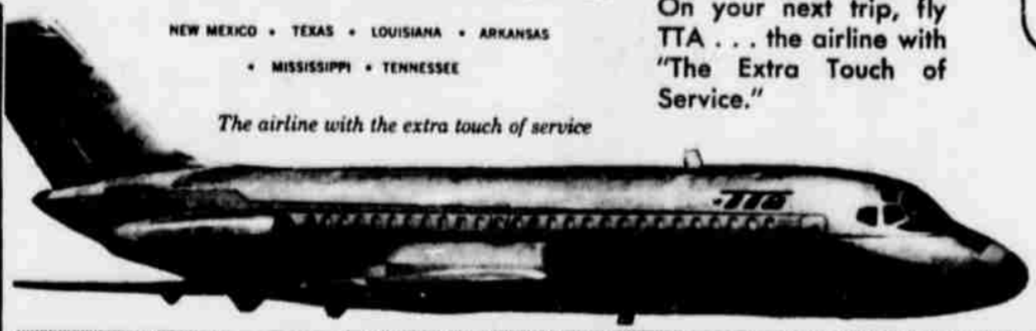 NEW MEXICO • TEXAS • LOUISIANA • ARKANSAS
• MISSISSIPPI • TENNESSEE
The airline with the extra touch of service
On your next trip, fly
TTA . . . the airline with
"The Extra Touch of
Service."
TTa